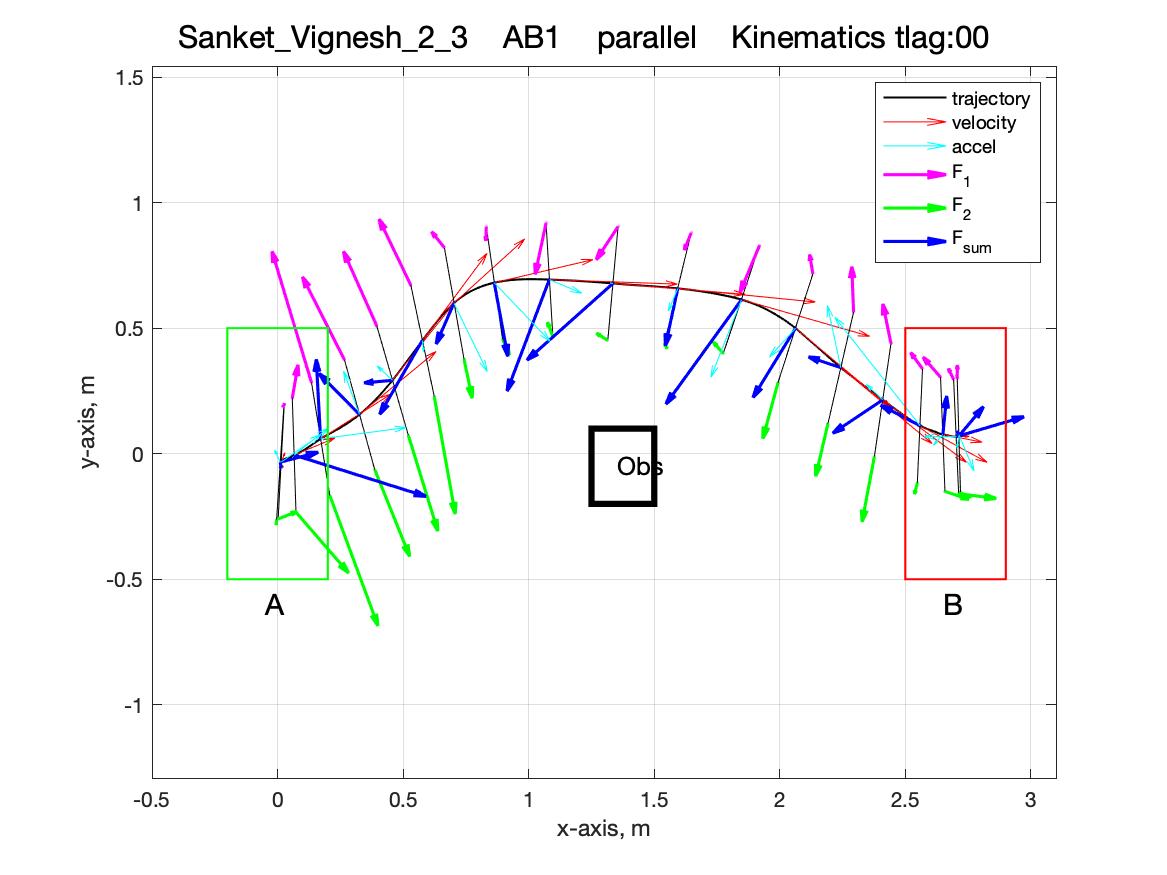 Sanket_Vignesh_2_3 AB1 parallel Kinematics tlag:00
1.5
1
0.5
0
-0.5
-1
y-axis, m
trajectory
velocity
accel
F1
F2
Fsum
Obs
A
B
-0.5 0 0.5 1 1.5 2 2.5 3
x-axis, m